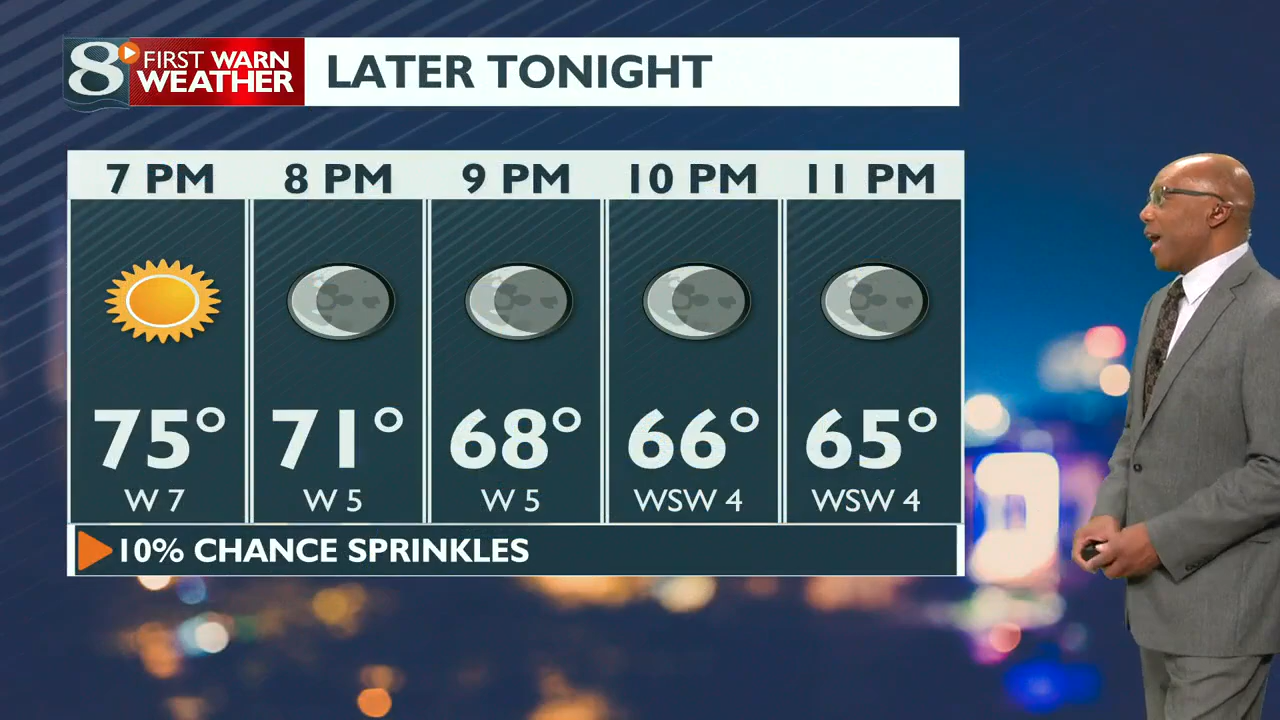 8 FIRST WARN
WEATHER
LATER TONIGHT
7 PM 8 PM 9 PM 10 PM 11 PM
75° 71° 68° 66° 65°
W 7 W 5 W 5 WSW 4 WSW 4
10% CHANCE SPRINKLES